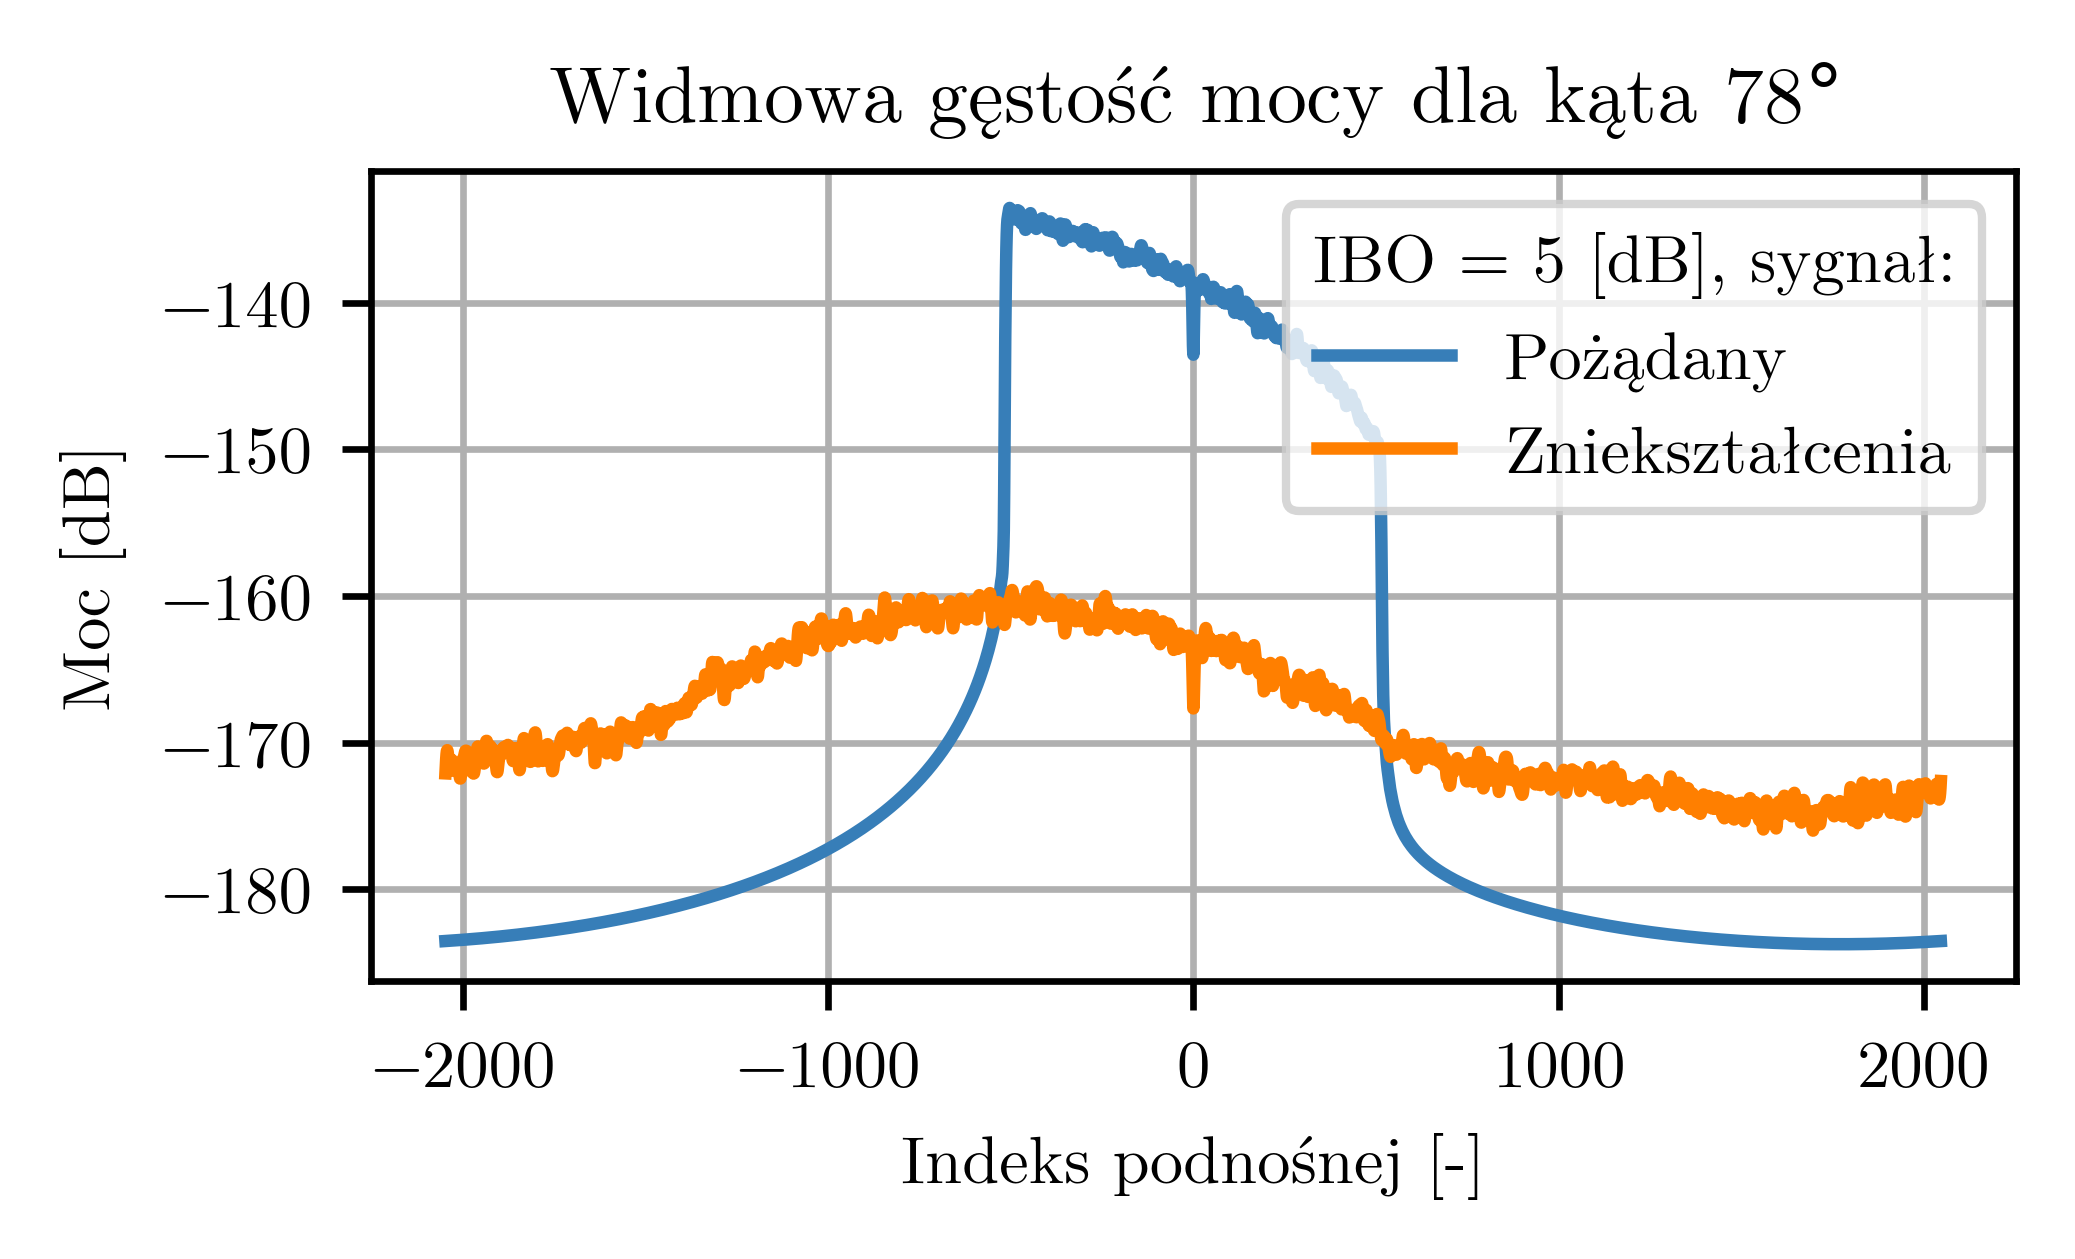 Widmowa gęstość mocy dla kąta 78°
Moc [dB]
−140
−150
−160
−170
−180
IBO = 5 [dB], sygnał:
Pożądany
Zniekształcenia
−2000
−1000
0
1000
2000
Indeks podnośnej [-]